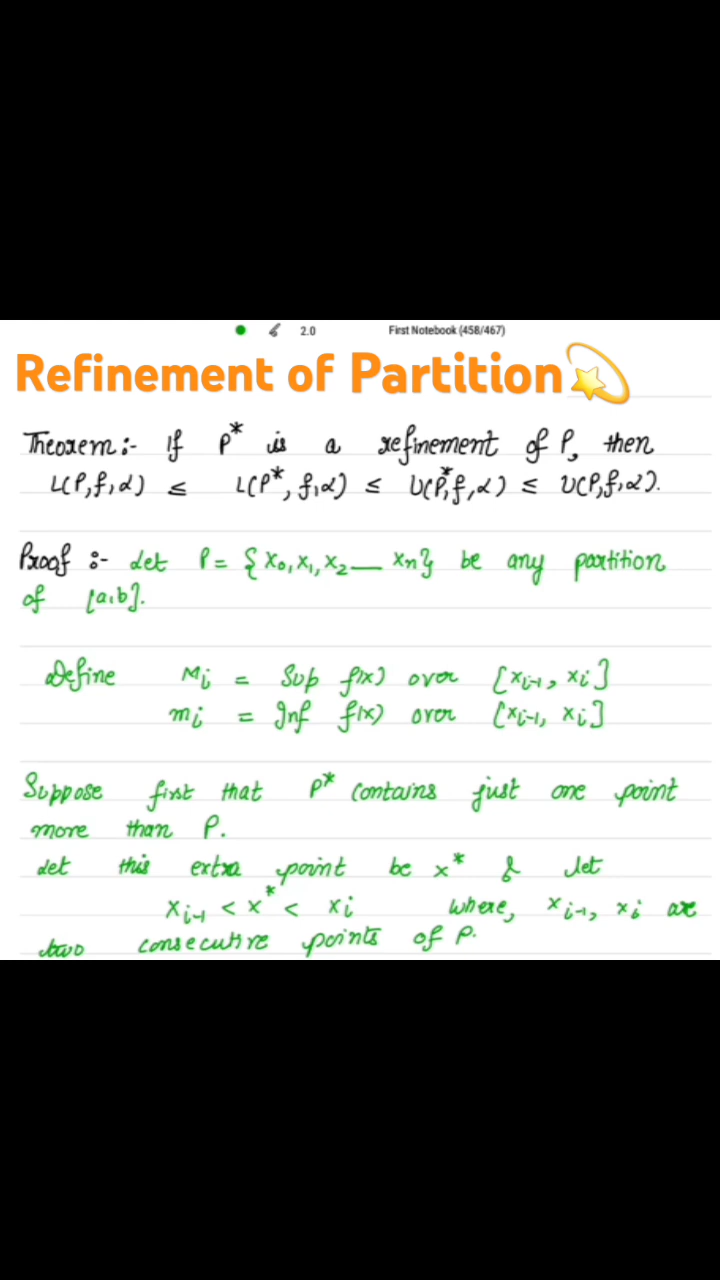 2.0 First Notebook (458/467)
Refinement of Partition💫
Theorem:- If P* is a refinement of P, then
L(P,f,α) ≤ L(P*, f,α) ≤ U(P*,f,α) ≤ U(P,f,α).
Proof :- Let P = {x₀, x₁, x₂ — xₙ} be any partition
of [a,b].
Define Mᵢ = Sup f(x) over [xᵢ₋₁, xᵢ]
mᵢ = Inf f(x) over [xᵢ₋₁, xᵢ]
Suppose first that P* contains just one point
more than P.
Let this extra point be x* & let
xᵢ₋₁ < x* < xᵢ where, xᵢ₋₁, xᵢ are
two consecutive points of P.